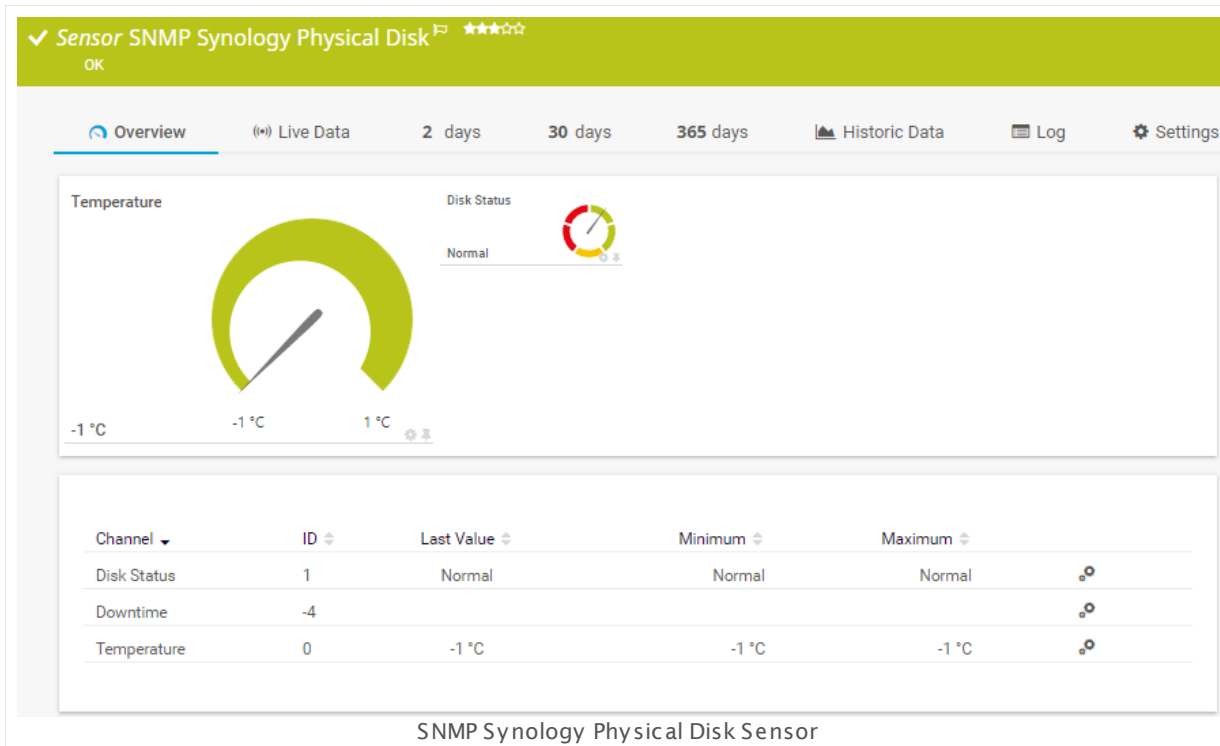 Sensor SNMP Synology Physical Disk
OK
Overview Live Data 2 days 30 days 365 days Historic Data Log Settings
Temperature
-1 °C
-1 °C 1 °C
Disk Status
Normal
Channel ID Last Value Minimum Maximum
Disk Status 1 Normal Normal Normal
Downtime -4
Temperature 0 -1 °C -1 °C -1 °C
SNMP Synology Physical Disk Sensor